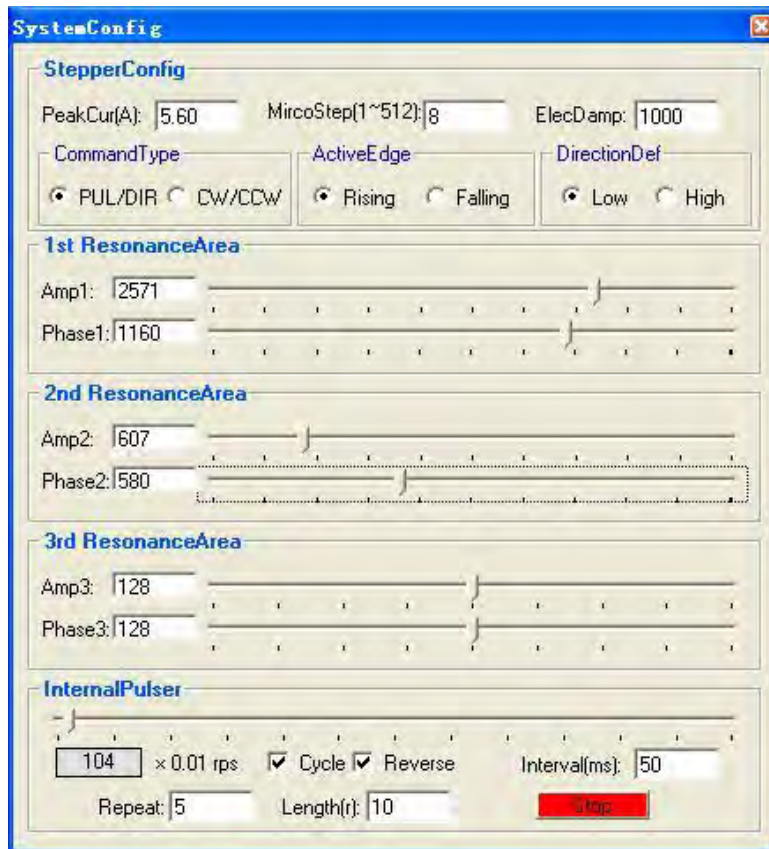 SystemConfig
StepperConfig
PeakCur(A): 5.60 MircoStep(1~512): 8 ElecDamp: 1000
CommandType ActiveEdge DirectionDef
PUL/DIR CW/CCW Rising Falling Low High
1st ResonanceArea
Amp1: 2571
Phase1: 1160
2nd ResonanceArea
Amp2: 607
Phase2: 580
3rd ResonanceArea
Amp3: 128
Phase3: 128
InternalPulser
104 x 0.01 rps Cycle Reverse Interval(ms): 50
Repeat: 5 Length(r): 10 Stop